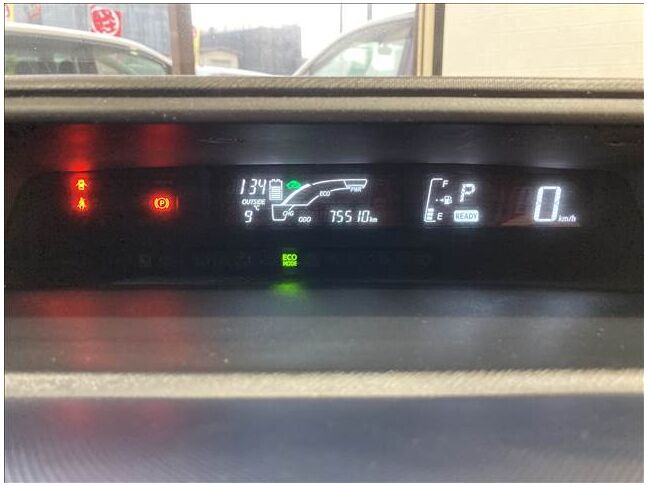 134
OUTSIDE
9℃
ECO
PWR
CHG
ODO 75510km
F
E
P
READY
0 km/h
(P)
ECO
MODE